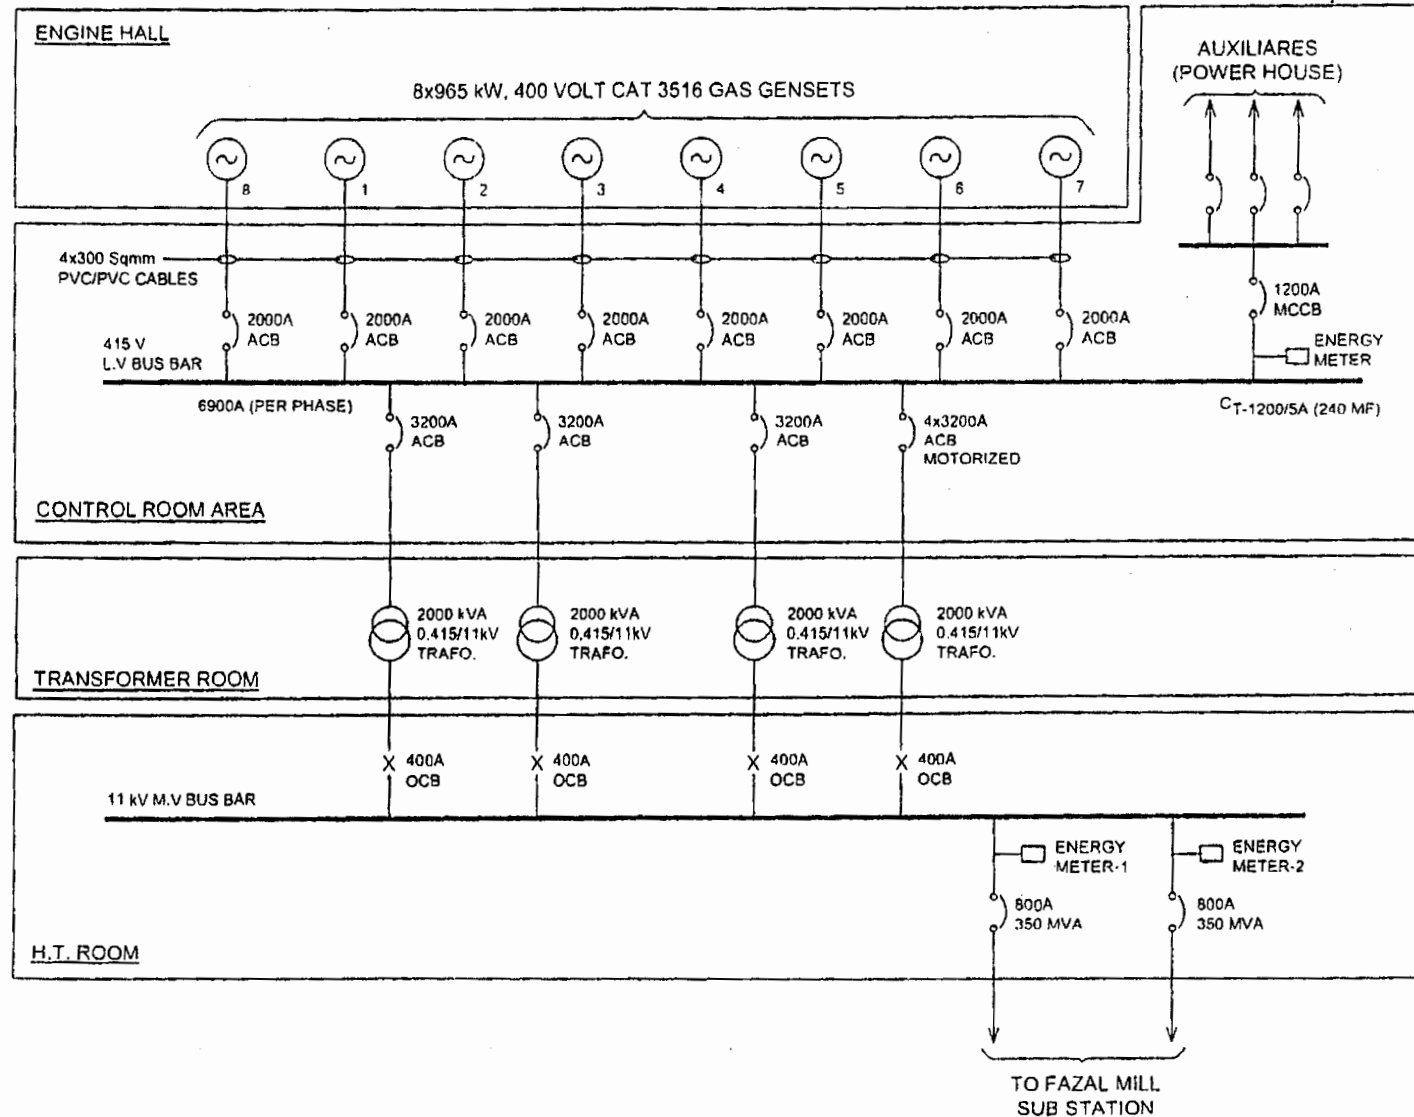 ENGINE HALL
8x965 kW, 400 VOLT CAT 3516 GAS GENSETS
AUXILIARES
(POWER HOUSE)
8
1
2
3
4
5
6
7
4x300 Sqmm
PVC/PVC CABLES
2000A
ACB
2000A
ACB
2000A
ACB
2000A
ACB
2000A
ACB
2000A
ACB
2000A
ACB
2000A
ACB
1200A
MCCB
ENERGY
METER
415 V
L.V BUS BAR
6900A (PER PHASE)
CT-1200/5A (240 MF)
3200A
ACB
3200A
ACB
3200A
ACB
4x3200A
ACB
MOTORIZED
CONTROL ROOM AREA
2000 kVA
0.415/11kV
TRAFO.
2000 kVA
0,415/11kV
TRAFO.
2000 kVA
0.415/11kV
TRAFO.
2000 kVA
0.415/11kV
TRAFO.
TRANSFORMER ROOM
400A
OCB
400A
OCB
400A
OCB
400A
OCB
11 kV M.V BUS BAR
ENERGY
METER-1
ENERGY
METER-2
800A
350 MVA
800A
350 MVA
H.T. ROOM
TO FAZAL MILL
SUB STATION